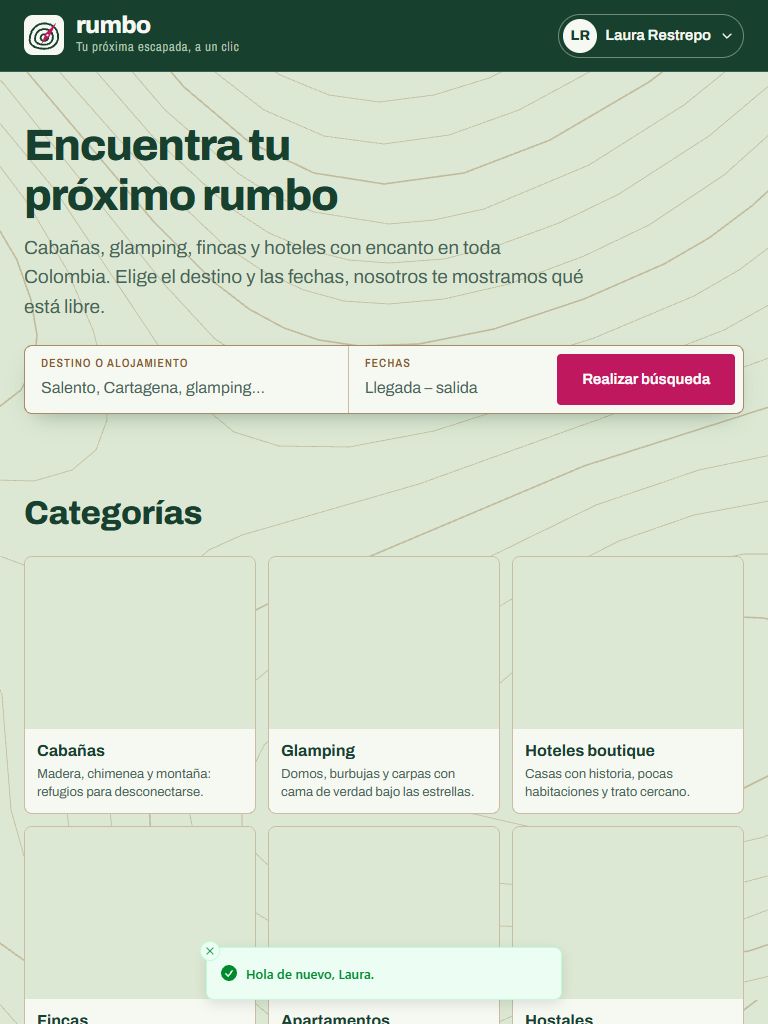 rumbo
Tu próxima escapada, a un clic
LR Laura Restrepo
Encuentra tu
próximo rumbo
Cabañas, glamping, fincas y hoteles con encanto en toda
Colombia. Elige el destino y las fechas, nosotros te mostramos qué
está libre.
DESTINO O ALOJAMIENTO
Salento, Cartagena, glamping...
FECHAS
Llegada – salida
Realizar búsqueda
Categorías
Cabañas
Madera, chimenea y montaña:
refugios para desconectarse.
Glamping
Domos, burbujas y carpas con
cama de verdad bajo las estrellas.
Hoteles boutique
Casas con historia, pocas
habitaciones y trato cercano.
Hola de nuevo, Laura.
Fincas
Apartamentos
Hostales